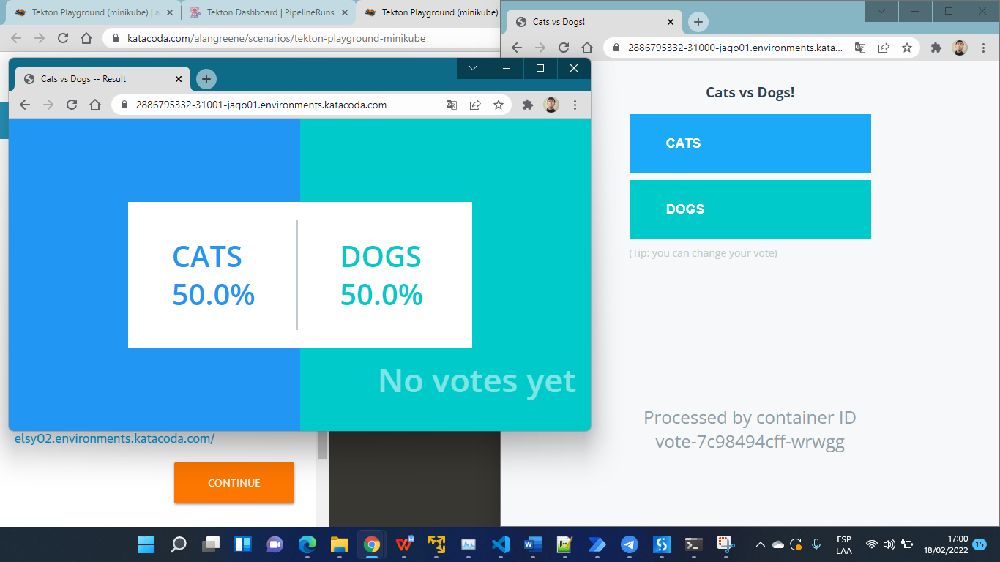 Tekton Playground (minikube) | a
Tekton Dashboard | PipelineRuns
Tekton Playground (minikube)
katacoda.com/alangreene/scenarios/tekton-playground-minikube
Cats vs Dogs -- Result
2886795332-31001-jago01.environments.katacoda.com
CATS
50.0%
DOGS
50.0%
No votes yet
elsy02.environments.katacoda.com/
CONTINUE
Cats vs Dogs!
2886795332-31000-jago01.environments.kata...
Cats vs Dogs!
CATS
DOGS
(Tip: you can change your vote)
Processed by container ID
vote-7c98494cff-wrwgg
ESP
LAA
17:00
18/02/2022
15